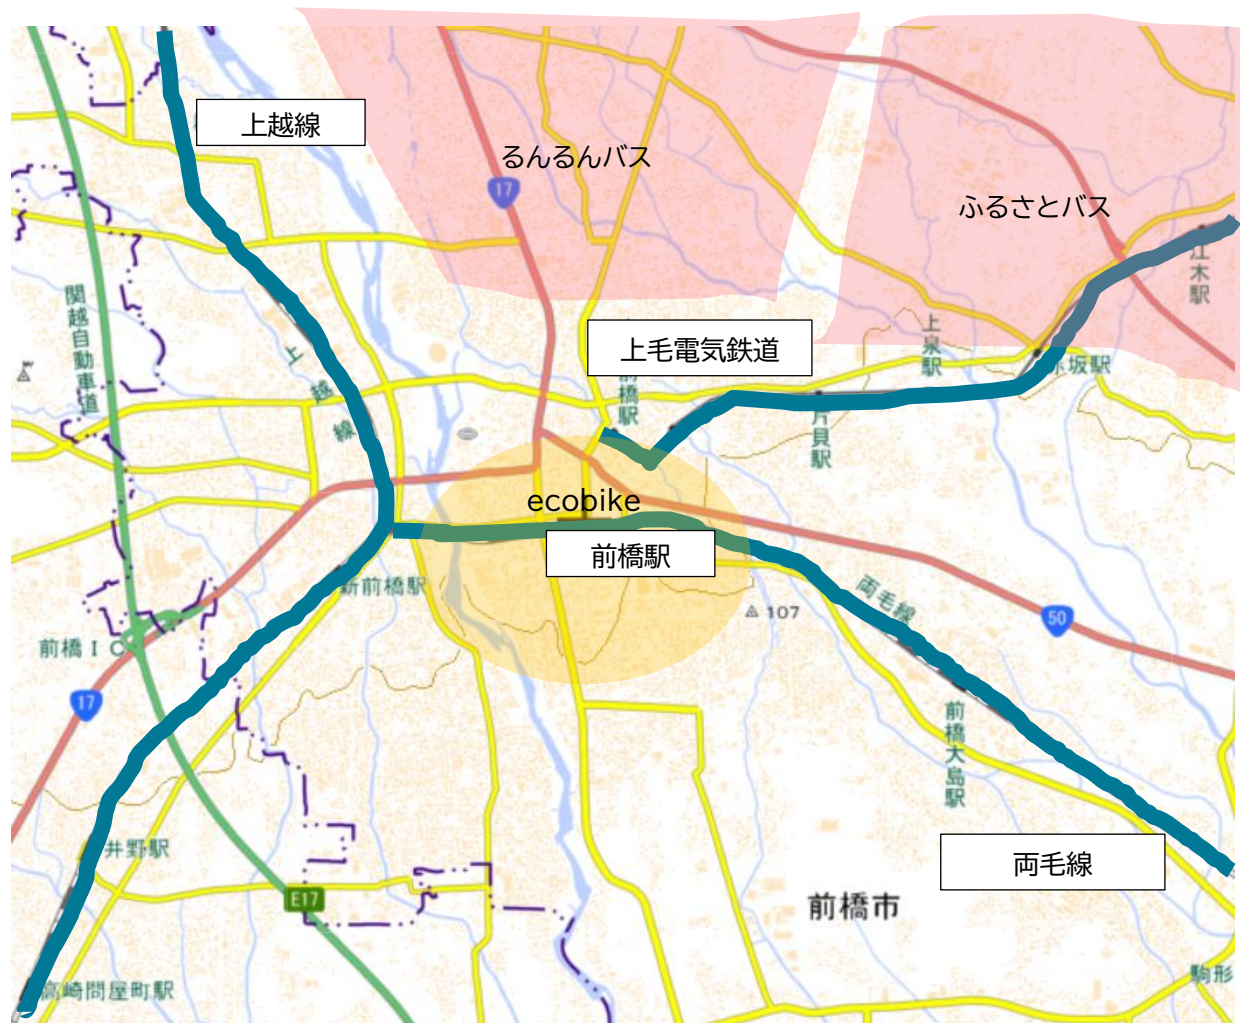 上越線
るんるんバス
17
ふるさとバス
江木駅
関越自動車道
上越線
上毛電気鉄道
上泉駅
前橋駅
赤坂駅
片貝駅
ecobike
前橋駅
新前橋駅
両毛線
107
50
前橋IC
17
前橋大島駅
井野駅
両毛線
E17
前橋市
高崎問屋町駅
駒形